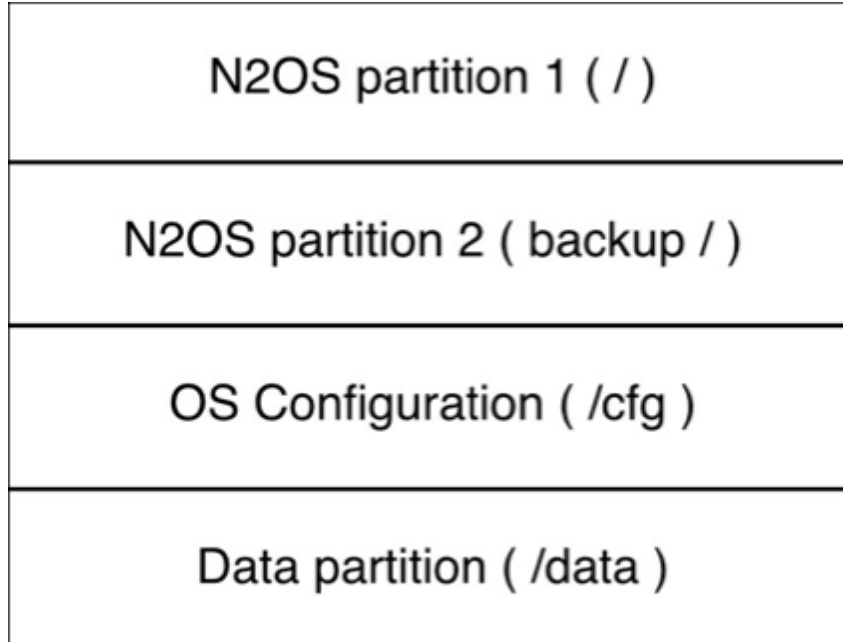 N2OS partition 1 ( / )
N2OS partition 2 ( backup / )
OS Configuration ( /cfg )
Data partition ( /data )